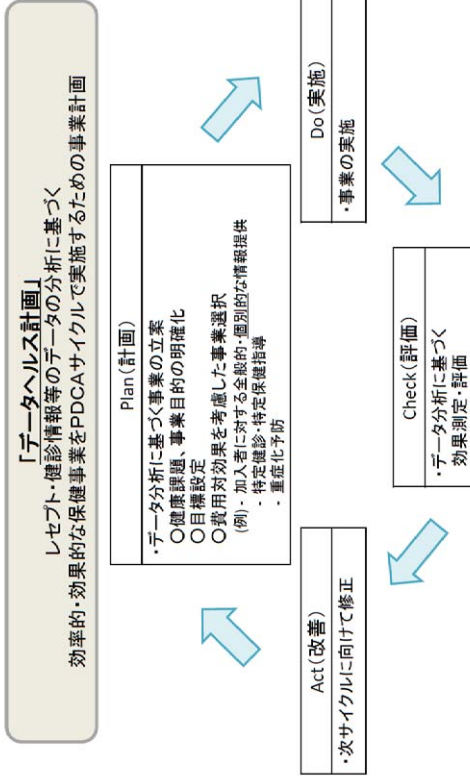 「データヘルス計画」
レセプト・健診情報等のデータの分析に基づく
効率的・効果的な保健事業をPDCAサイクルで実施するための事業計画
Plan（計画）
・データ分析に基づく事業の立案
○健康課題、事業目的の明確化
○目標設定
○費用対効果を考慮した事業選択
(例)- 加入者に対する全般的・個別的な情報提供
- 特定健診・特定保健指導
- 重症化予防
Do（実施）
・事業の実施
Check（評価）
・データ分析に基づく
効果測定・評価
Act（改善）
・次サイクルに向けて修正